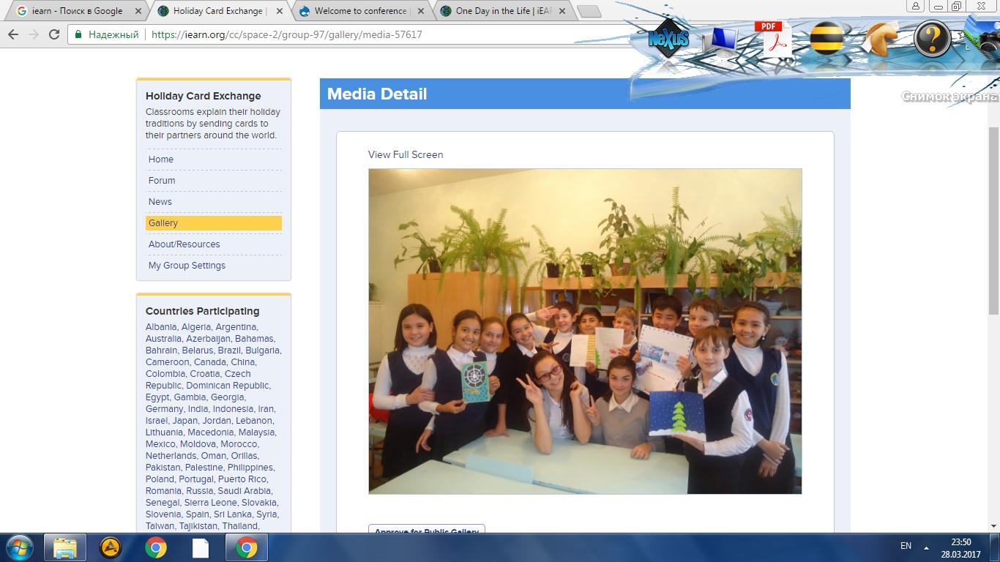 iearn - Поиск в Google
Holiday Card Exchange |
Welcome to conference
One Day in the Life | iEAR
Надежный
https://iearn.org/cc/space-2/group-97/gallery/media-57617
NeXuS
PDF
?
Снимок экрана
Holiday Card Exchange
Classrooms explain their holiday
traditions by sending cards to
their partners around the world.
Home
Forum
News
Gallery
About/Resources
My Group Settings
Countries Participating
Albania, Algeria, Argentina,
Australia, Azerbaijan, Bahamas,
Bahrain, Belarus, Brazil, Bulgaria,
Cameroon, Canada, China,
Colombia, Croatia, Czech
Republic, Dominican Republic,
Egypt, Gambia, Georgia,
Germany, India, Indonesia, Iran,
Israel, Japan, Jordan, Lebanon,
Lithuania, Macedonia, Malaysia,
Mexico, Moldova, Morocco,
Netherlands, Oman, Orillas,
Pakistan, Palestine, Philippines,
Poland, Portugal, Puerto Rico,
Romania, Russia, Saudi Arabia,
Senegal, Sierra Leone, Slovakia,
Slovenia, Spain, Sri Lanka, Syria,
Taiwan, Tajikistan, Thailand,
Media Detail
View Full Screen
Approve for Public Gallery
EN
23:50
28.03.2017